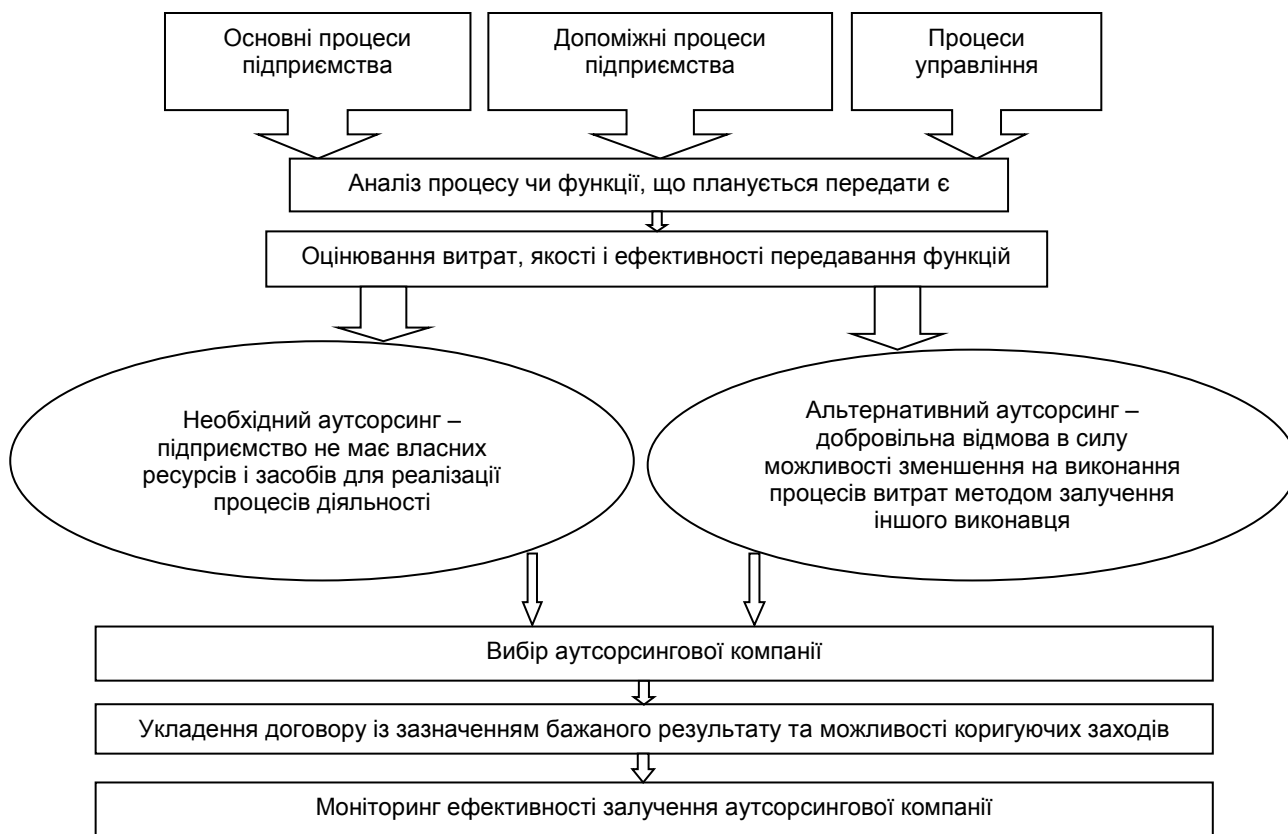 Основні процеси
підприємства
Допоміжні процеси
підприємства
Процеси
управління
Аналіз процесу чи функції, що планується передати є
Оцінювання витрат, якості і ефективності передавання функцій
Необхідний аутсорсинг –
підприємство не має власних
ресурсів і засобів для реалізації
процесів діяльності
Альтернативний аутсорсинг –
добровільна відмова в силу
можливості зменшення на виконання
процесів витрат методом залучення
іншого виконавця
Вибір аутсорсингової компанії
Укладення договору із зазначенням бажаного результату та можливості коригуючих заходів
Моніторинг ефективності залучення аутсорсингової компанії